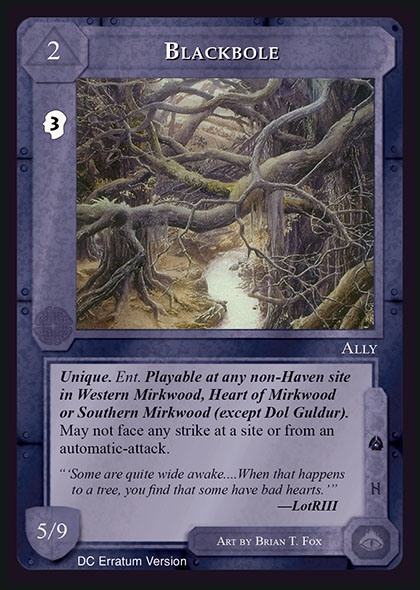 2
BLACKBOLE
3
ALLY
Unique. Ent. Playable at any non-Haven site
in Western Mirkwood, Heart of Mirkwood
or Southern Mirkwood (except Dol Guldur).
May not face any strike at a site or from an
automatic-attack.
“‘Some are quite wide awake....When that happens
to a tree, you find that some have bad hearts.’”
—LotRIII
5/9
ART BY BRIAN T. FOX
DC Erratum Version